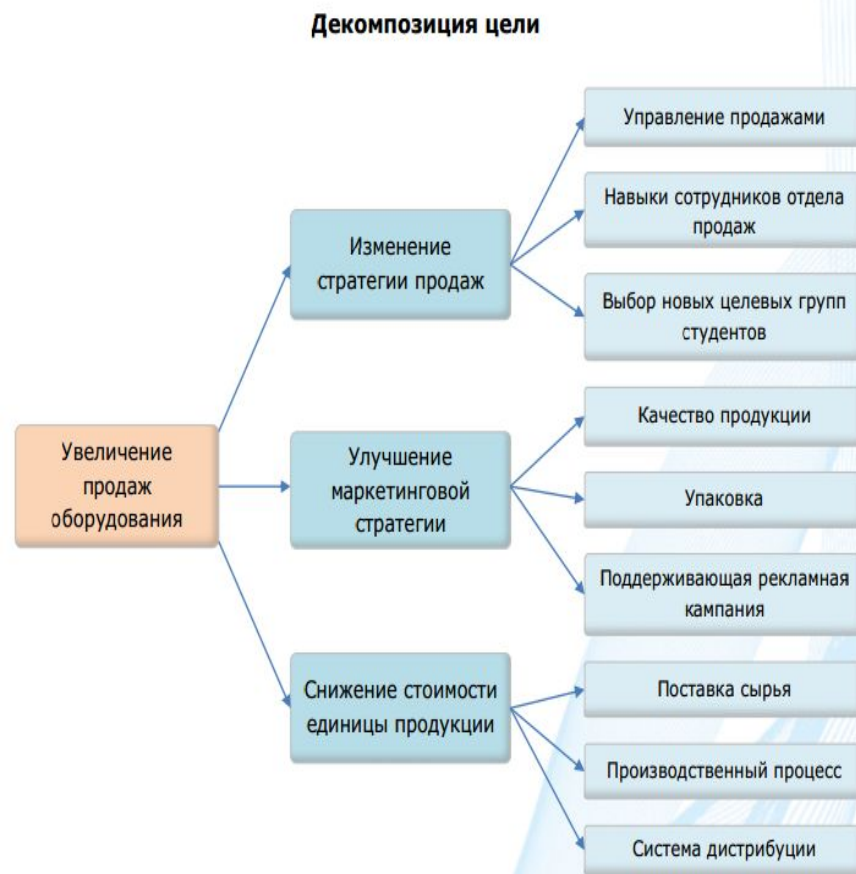 Декомпозиция цели
Управление продажами
Навыки сотрудников отдела
продаж
Изменение
стратегии продаж
Выбор новых целевых групп
студентов
Качество продукции
Увеличение
продаж
оборудования
Улучшение
маркетинговой
стратегии
Упаковка
Поддерживающая рекламная
кампания
Снижение стоимости
единицы продукции
Поставка сырья
Производственный процесс
Система дистрибуции